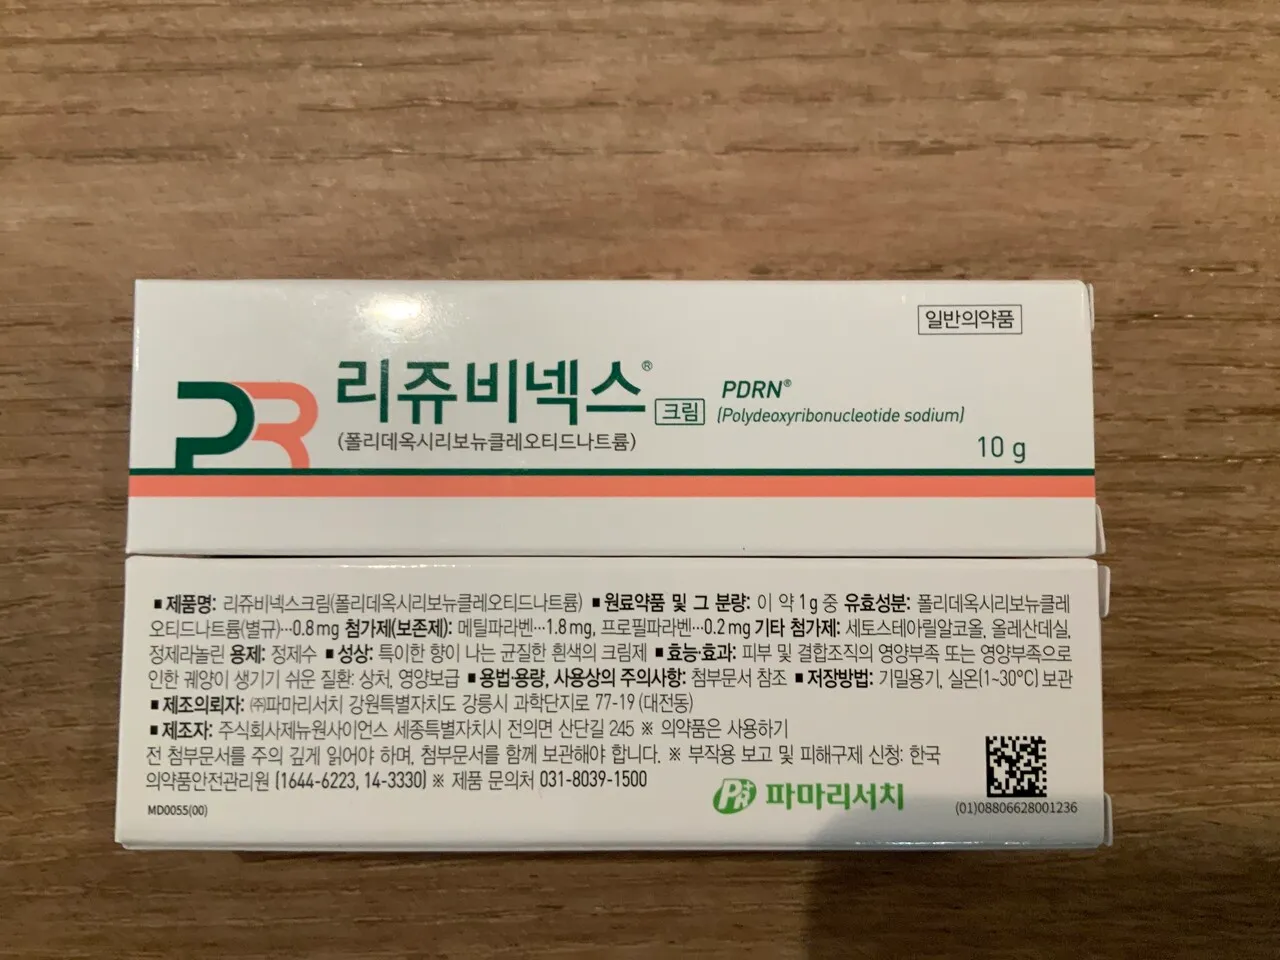 일반의약품
PR 리쥬비넥스® 크림 PDRN®
(Polydeoxyribonucleotide sodium)
(폴리데옥시리보뉴클레오티드나트륨)
10 g
■ 제품명: 리쥬비넥스크림(폴리데옥시리보뉴클레오티드나트륨) ■ 원료약품 및 그 분량: 이 약 1 g 중 유효성분: 폴리데옥시리보뉴클레
오티드나트륨(별규)···0.8 mg 첨가제(보존제): 메틸파라벤···1.8 mg, 프로필파라벤···0.2 mg 기타 첨가제: 세토스테아릴알코올, 올레산데실,
정제라놀린 용제: 정제수 ■ 성상: 특이한 향이 나는 균질한 흰색의 크림제 ■ 효능·효과: 피부 및 결합조직의 영양부족 또는 영양부족으로
인한 궤양이 생기기 쉬운 질환: 상처, 영양보급 ■ 용법·용량, 사용상의 주의사항: 첨부문서 참조 ■ 저장방법: 기밀용기, 실온(1~30°C) 보관
■ 제조의뢰자: ㈜파마리서치 강원특별자치도 강릉시 과학단지로 77-19 (대전동)
■ 제조자: 주식회사제뉴원사이언스 세종특별자치시 전의면 산단길 245 ※ 의약품은 사용하기
전 첨부문서를 주의 깊게 읽어야 하며, 첨부문서를 함께 보관해야 합니다. ※ 부작용 보고 및 피해구제 신청: 한국
의약품안전관리원 (1644-6223, 14-3330) ※ 제품 문의처 031-8039-1500
파마리서치
MD0055(00)
(01)08806628001236